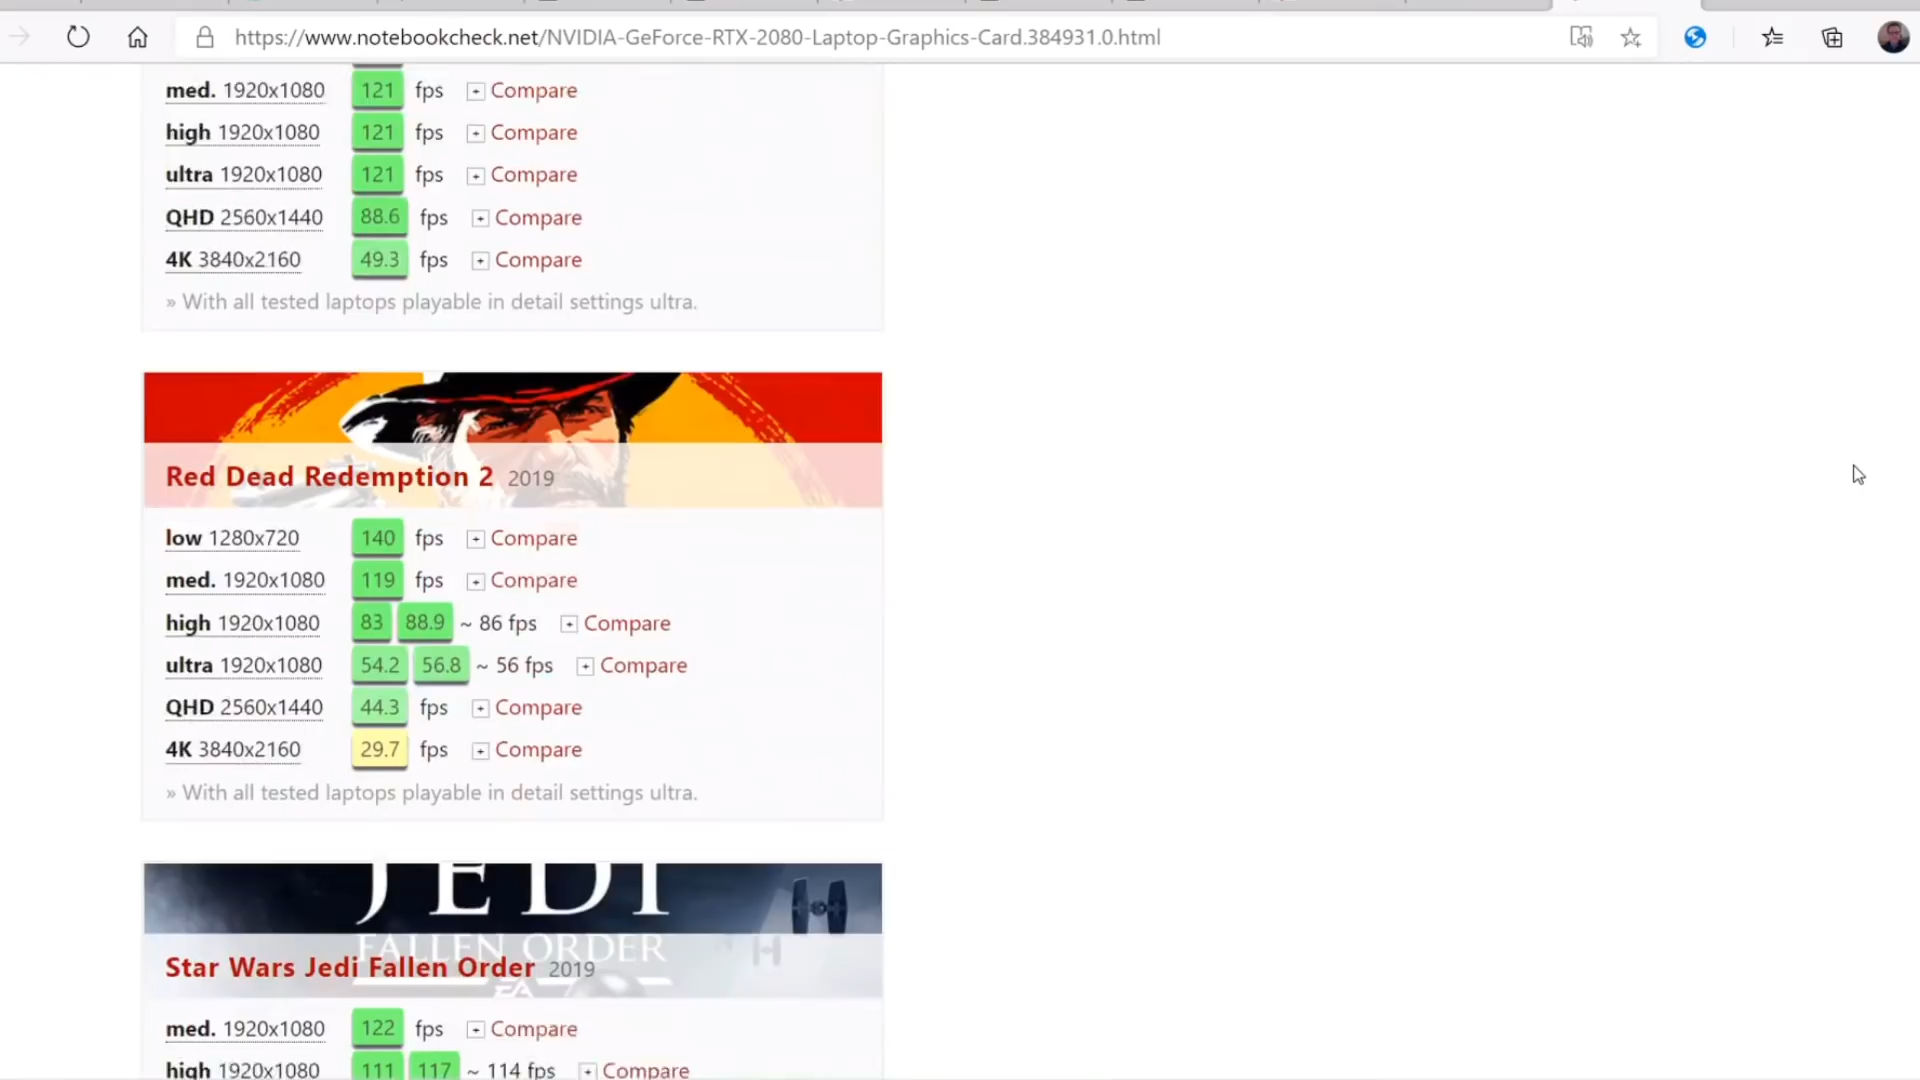 https://www.notebookcheck.net/NVIDIA-GeForce-RTX-2080-Laptop-Graphics-Card.384931.0.html
med. 1920x1080 121 fps + Compare
high 1920x1080 121 fps + Compare
ultra 1920x1080 121 fps + Compare
QHD 2560x1440 88.6 fps + Compare
4K 3840x2160 49.3 fps + Compare
» With all tested laptops playable in detail settings ultra.
Red Dead Redemption 2 2019
low 1280x720 140 fps + Compare
med. 1920x1080 119 fps + Compare
high 1920x1080 83 88.9 ~ 86 fps + Compare
ultra 1920x1080 54.2 56.8 ~ 56 fps + Compare
QHD 2560x1440 44.3 fps + Compare
4K 3840x2160 29.7 fps + Compare
» With all tested laptops playable in detail settings ultra.
JEDI
FALLEN ORDER
Star Wars Jedi Fallen Order 2019
EA
med. 1920x1080 122 fps + Compare
high 1920x1080 111 117 ~ 114 fps + Compare